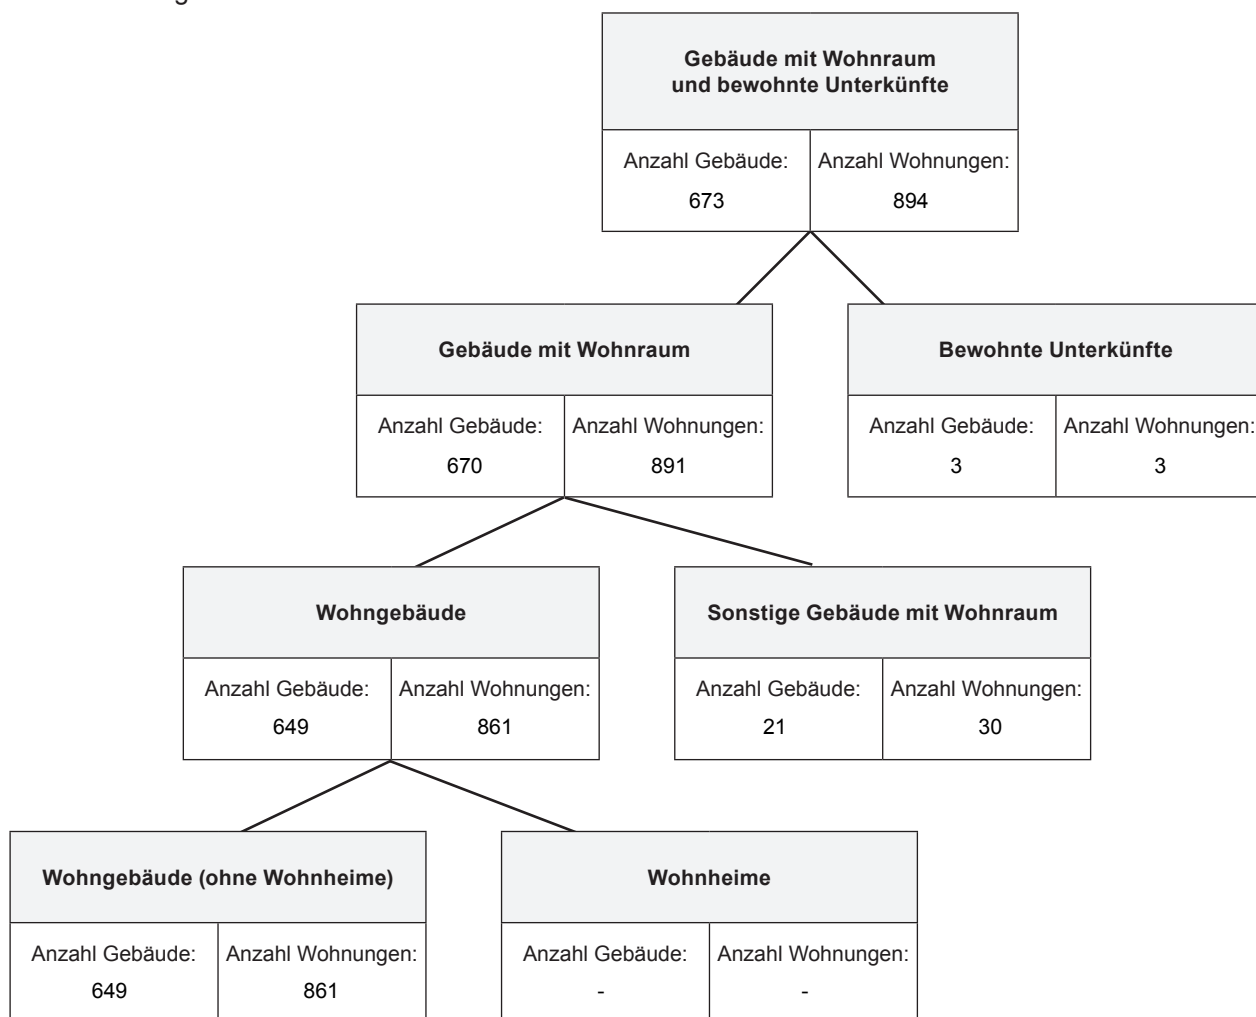 Gebäude mit Wohnraum
und bewohnte Unterkünfte
Anzahl Gebäude: Anzahl Wohnungen:
673 894
Gebäude mit Wohnraum
Anzahl Gebäude: Anzahl Wohnungen:
670 891
Bewohnte Unterkünfte
Anzahl Gebäude: Anzahl Wohnungen:
3 3
Wohngebäude
Anzahl Gebäude: Anzahl Wohnungen:
649 861
Sonstige Gebäude mit Wohnraum
Anzahl Gebäude: Anzahl Wohnungen:
21 30
Wohngebäude (ohne Wohnheime)
Anzahl Gebäude: Anzahl Wohnungen:
649 861
Wohnheime
Anzahl Gebäude: Anzahl Wohnungen:
- -